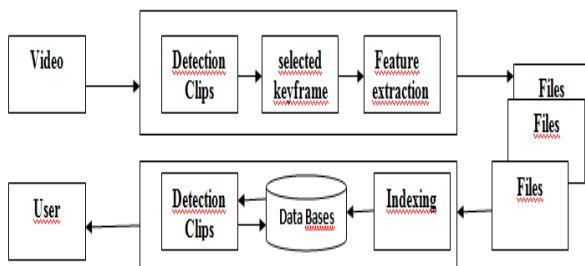 Video
Detection
Clips
selected
keyframe
Feature
extraction
Files
Files
Files
User
Detection
Clips
Data Bases
Indexing